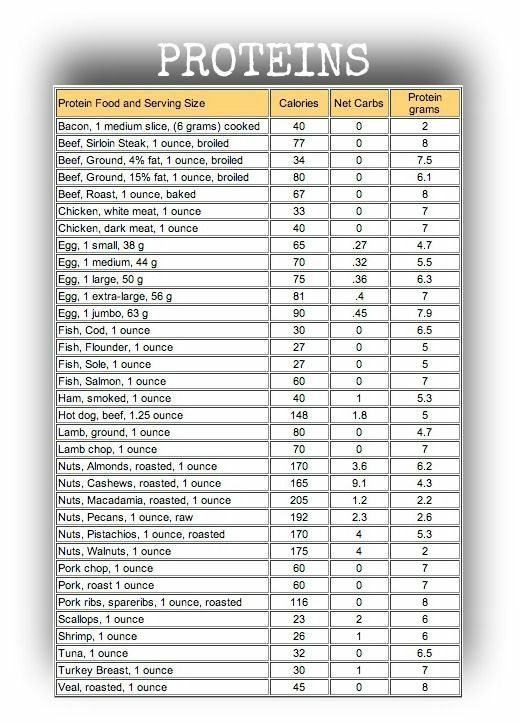 PROTEINS
Protein Food and Serving Size Calories Net Carbs Protein grams
Bacon, 1 medium slice, (6 grams) cooked 40 0 2
Beef, Sirloin Steak, 1 ounce, broiled 77 0 8
Beef, Ground, 4% fat, 1 ounce, broiled 34 0 7.5
Beef, Ground, 15% fat, 1 ounce, broiled 80 0 6.1
Beef, Roast, 1 ounce, baked 67 0 8
Chicken, white meat, 1 ounce 33 0 7
Chicken, dark meat, 1 ounce 40 0 7
Egg, 1 small, 38 g 65 .27 4.7
Egg, 1 medium, 44 g 70 .32 5.5
Egg, 1 large, 50 g 75 .36 6.3
Egg, 1 extra-large, 56 g 81 .4 7
Egg, 1 jumbo, 63 g 90 .45 7.9
Fish, Cod, 1 ounce 30 0 6.5
Fish, Flounder, 1 ounce 27 0 5
Fish, Sole, 1 ounce 27 0 5
Fish, Salmon, 1 ounce 60 0 7
Ham, smoked, 1 ounce 40 1 5.3
Hot dog, beef, 1.25 ounce 148 1.8 5
Lamb, ground, 1 ounce 80 0 4.7
Lamb chop, 1 ounce 70 0 7
Nuts, Almonds, roasted, 1 ounce 170 3.6 6.2
Nuts, Cashews, roasted, 1 ounce 165 9.1 4.3
Nuts, Macadamia, roasted, 1 ounce 205 1.2 2.2
Nuts, Pecans, 1 ounce, raw 192 2.3 2.6
Nuts, Pistachios, 1 ounce, roasted 170 4 5.3
Nuts, Walnuts, 1 ounce 175 4 2
Pork chop, 1 ounce 60 0 7
Pork, roast 1 ounce 60 0 7
Pork ribs, spareribs, 1 ounce, roasted 116 0 8
Scallops, 1 ounce 23 2 6
Shrimp, 1 ounce 26 1 6
Tuna, 1 ounce 32 0 6.5
Turkey Breast, 1 ounce 30 1 7
Veal, roasted, 1 ounce 45 0 8